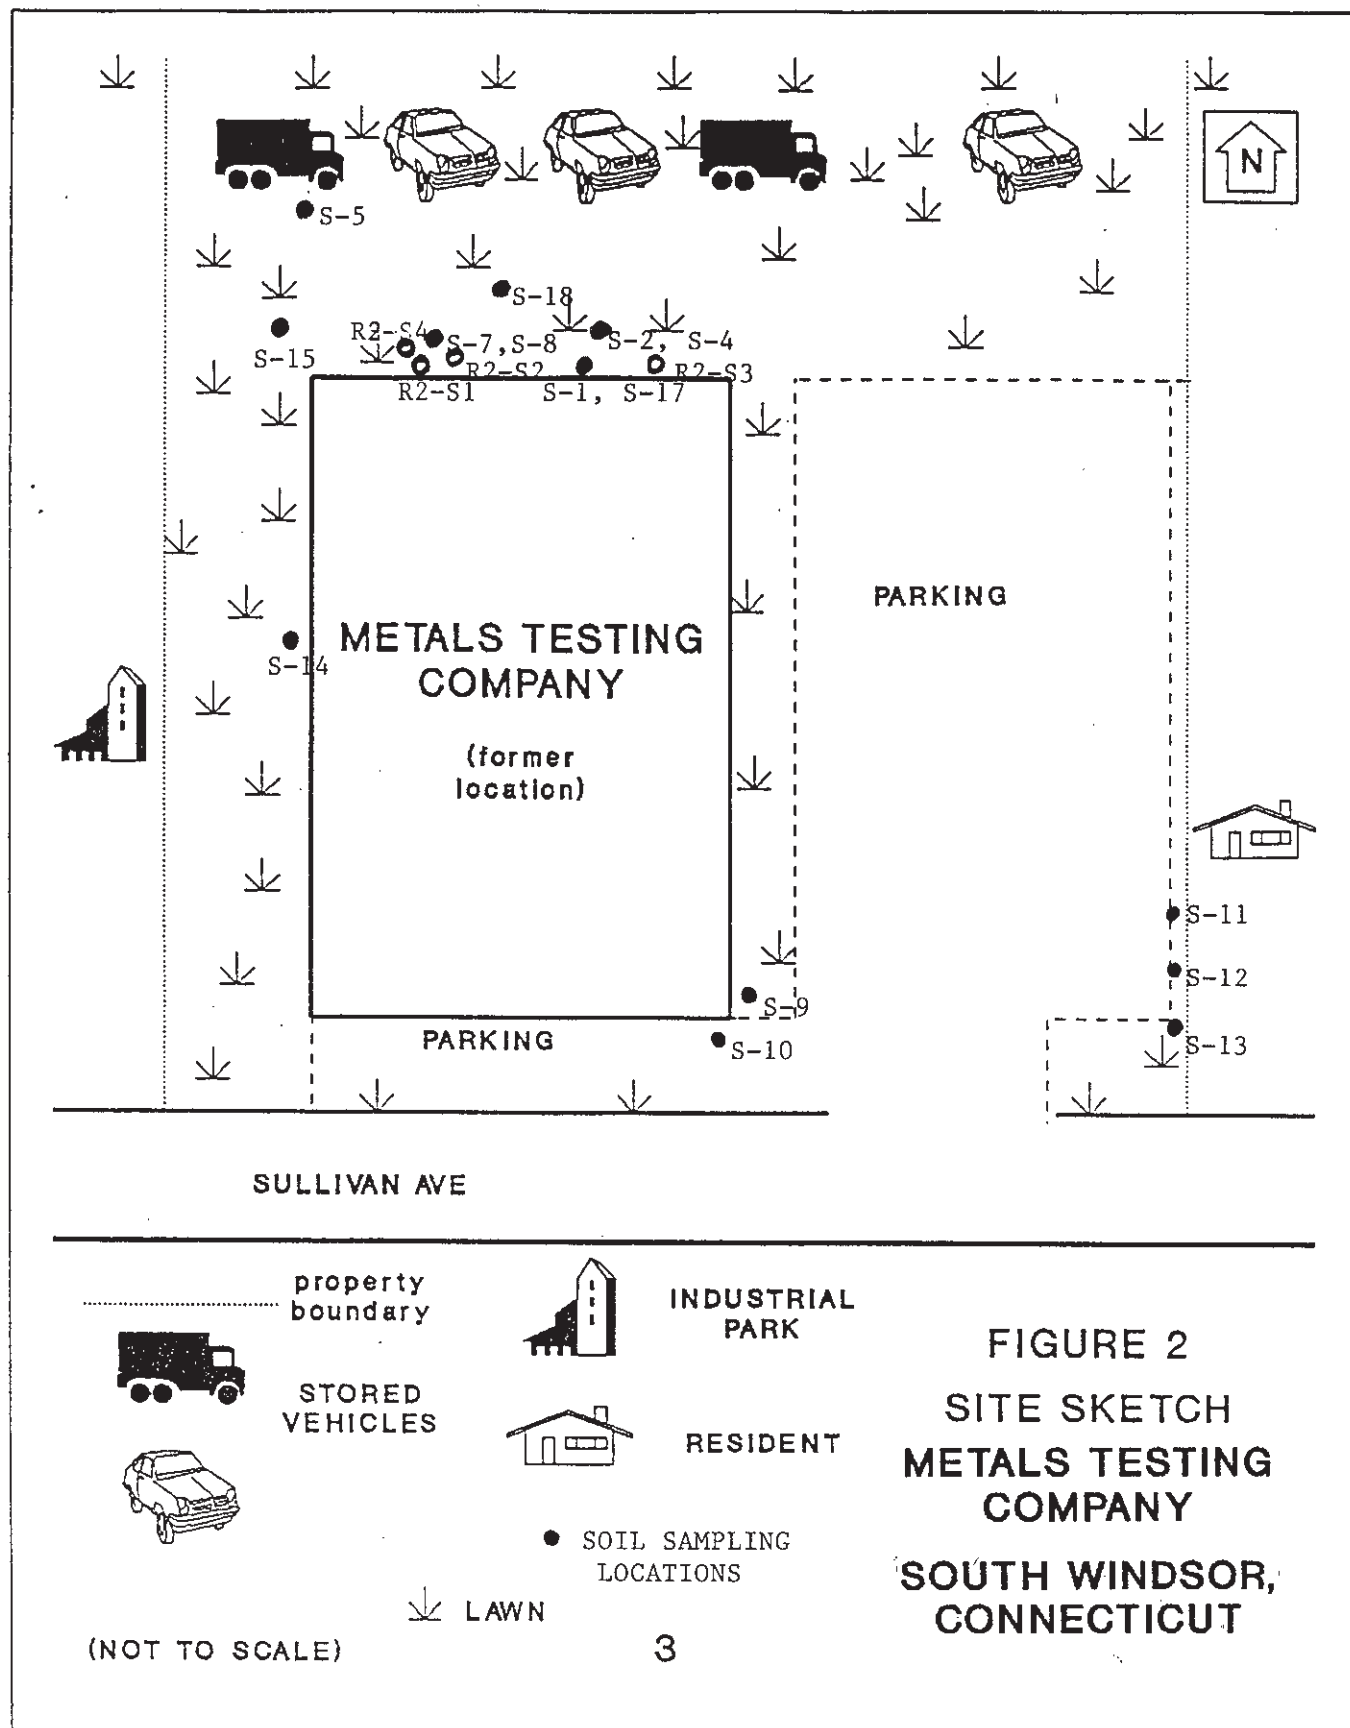 N
S-5
S-18
R2-S4
S-7,S-8
S-2, S-4
S-15
R2-S2
R2-S3
R2-S1
S-1, S-17
PARKING
METALS TESTING
COMPANY
S-14
(former
location)
S-11
S-12
S-9
PARKING
S-10
S-13
SULLIVAN AVE
property
boundary
INDUSTRIAL
PARK
STORED
VEHICLES
RESIDENT
SOIL SAMPLING
LOCATIONS
LAWN
(NOT TO SCALE)
FIGURE 2
SITE SKETCH
METALS TESTING
COMPANY
SOUTH WINDSOR,
CONNECTICUT
3